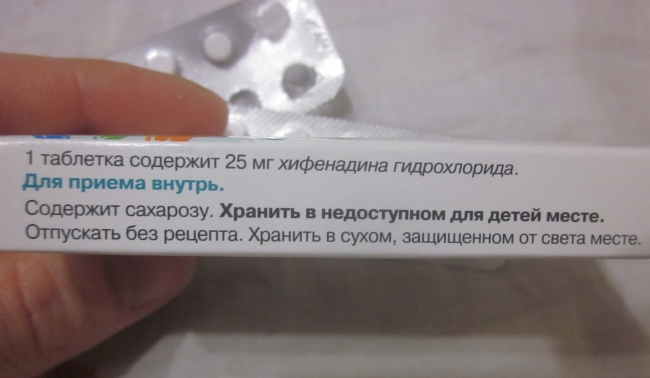 1 таблетка содержит 25 мг хифенадина гидрохлорида.
Для приема внутрь.
Содержит сахарозу. Хранить в недоступном для детей месте.
Отпускать без рецепта. Хранить в сухом, защищенном от света месте.